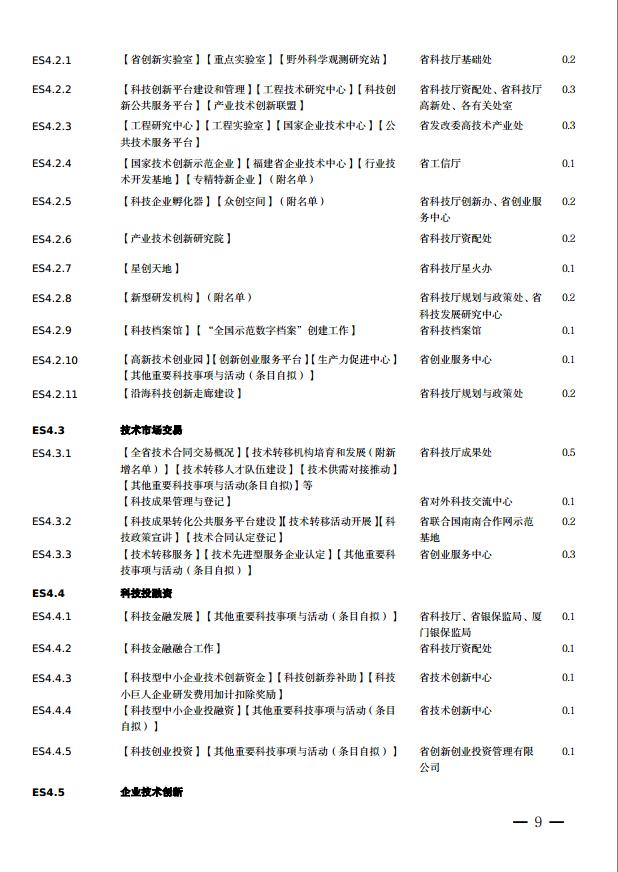 ES4.2.1 【省创新实验室】【重点实验室】【野外科学观测研究站】 省科技厅基础处 0.2
ES4.2.2 【科技创新平台建设和管理】【工程技术研究中心】【科技创 省科技厅资配处、省科技厅 0.3
新公共服务平台】【产业技术创新联盟】 高新处、各有关处室
ES4.2.3 【工程研究中心】【工程实验室】【国家企业技术中心】【公 省发改委高技术产业处 0.3
共技术服务平台】
ES4.2.4 【国家技术创新示范企业】【福建省企业技术中心】【行业技 省工信厅 0.1
术开发基地】【专精特新企业】（附名单）
ES4.2.5 【科技企业孵化器】【众创空间】（附名单） 省科技厅创新办、省创业服 0.2
务中心
ES4.2.6 【产业技术创新研究院】 省科技厅资配处 0.2
ES4.2.7 【星创天地】 省科技厅星火办 0.1
ES4.2.8 【新型研发机构】（附名单） 省科技厅规划与政策处、省 0.2
科技发展研究中心
ES4.2.9 【科技档案馆】【“全国示范数字档案”创建工作】 省科技档案馆 0.1
ES4.2.10 【高新技术创业园】【创新创业服务平台】【生产力促进中心】 省创业服务中心 0.1
【其他重要科技事项与活动（条目自拟）】
ES4.2.11 【沿海科技创新走廊建设】 省科技厅规划与政策处 0.2
ES4.3 技术市场交易
ES4.3.1 【全省技术合同交易概况】【技术转移机构培育和发展（附新 省科技厅成果处 0.5
增名单）】【技术转移人才队伍建设】【技术供需对接推动】
【其他重要科技事项与活动(条目自拟)】等
【科技成果管理与登记】 省对外科技交流中心 0.1
ES4.3.2 【科技成果转化公共服务平台建设】【技术转移活动开展】【科 省联合国南南合作网示范 0.2
技政策宣讲】【技术合同认定登记】 基地
ES4.3.3 【技术转移服务】【技术先进型服务企业认定】【其他重要科 省创业服务中心 0.3
技事项与活动（条目自拟）】
ES4.4 科技投融资
ES4.4.1 【科技金融发展】【其他重要科技事项与活动（条目自拟）】 省科技厅、省银保监局、厦 0.1
门银保监局
ES4.4.2 【科技金融融合工作】 省科技厅资配处 0.1
ES4.4.3 【科技型中小企业技术创新资金】【科技创新券补助】【科技 省技术创新中心 0.1
小巨人企业研发费用加计扣除奖励】
ES4.4.4 【科技型中小企业投融资】【其他重要科技事项与活动（条目 省技术创新中心 0.1
自拟）】
ES4.4.5 【科技创业投资】【其他重要科技事项与活动（条目自拟）】 省创新创业投资管理有限 0.1
公司
ES4.5 企业技术创新
— 9 —